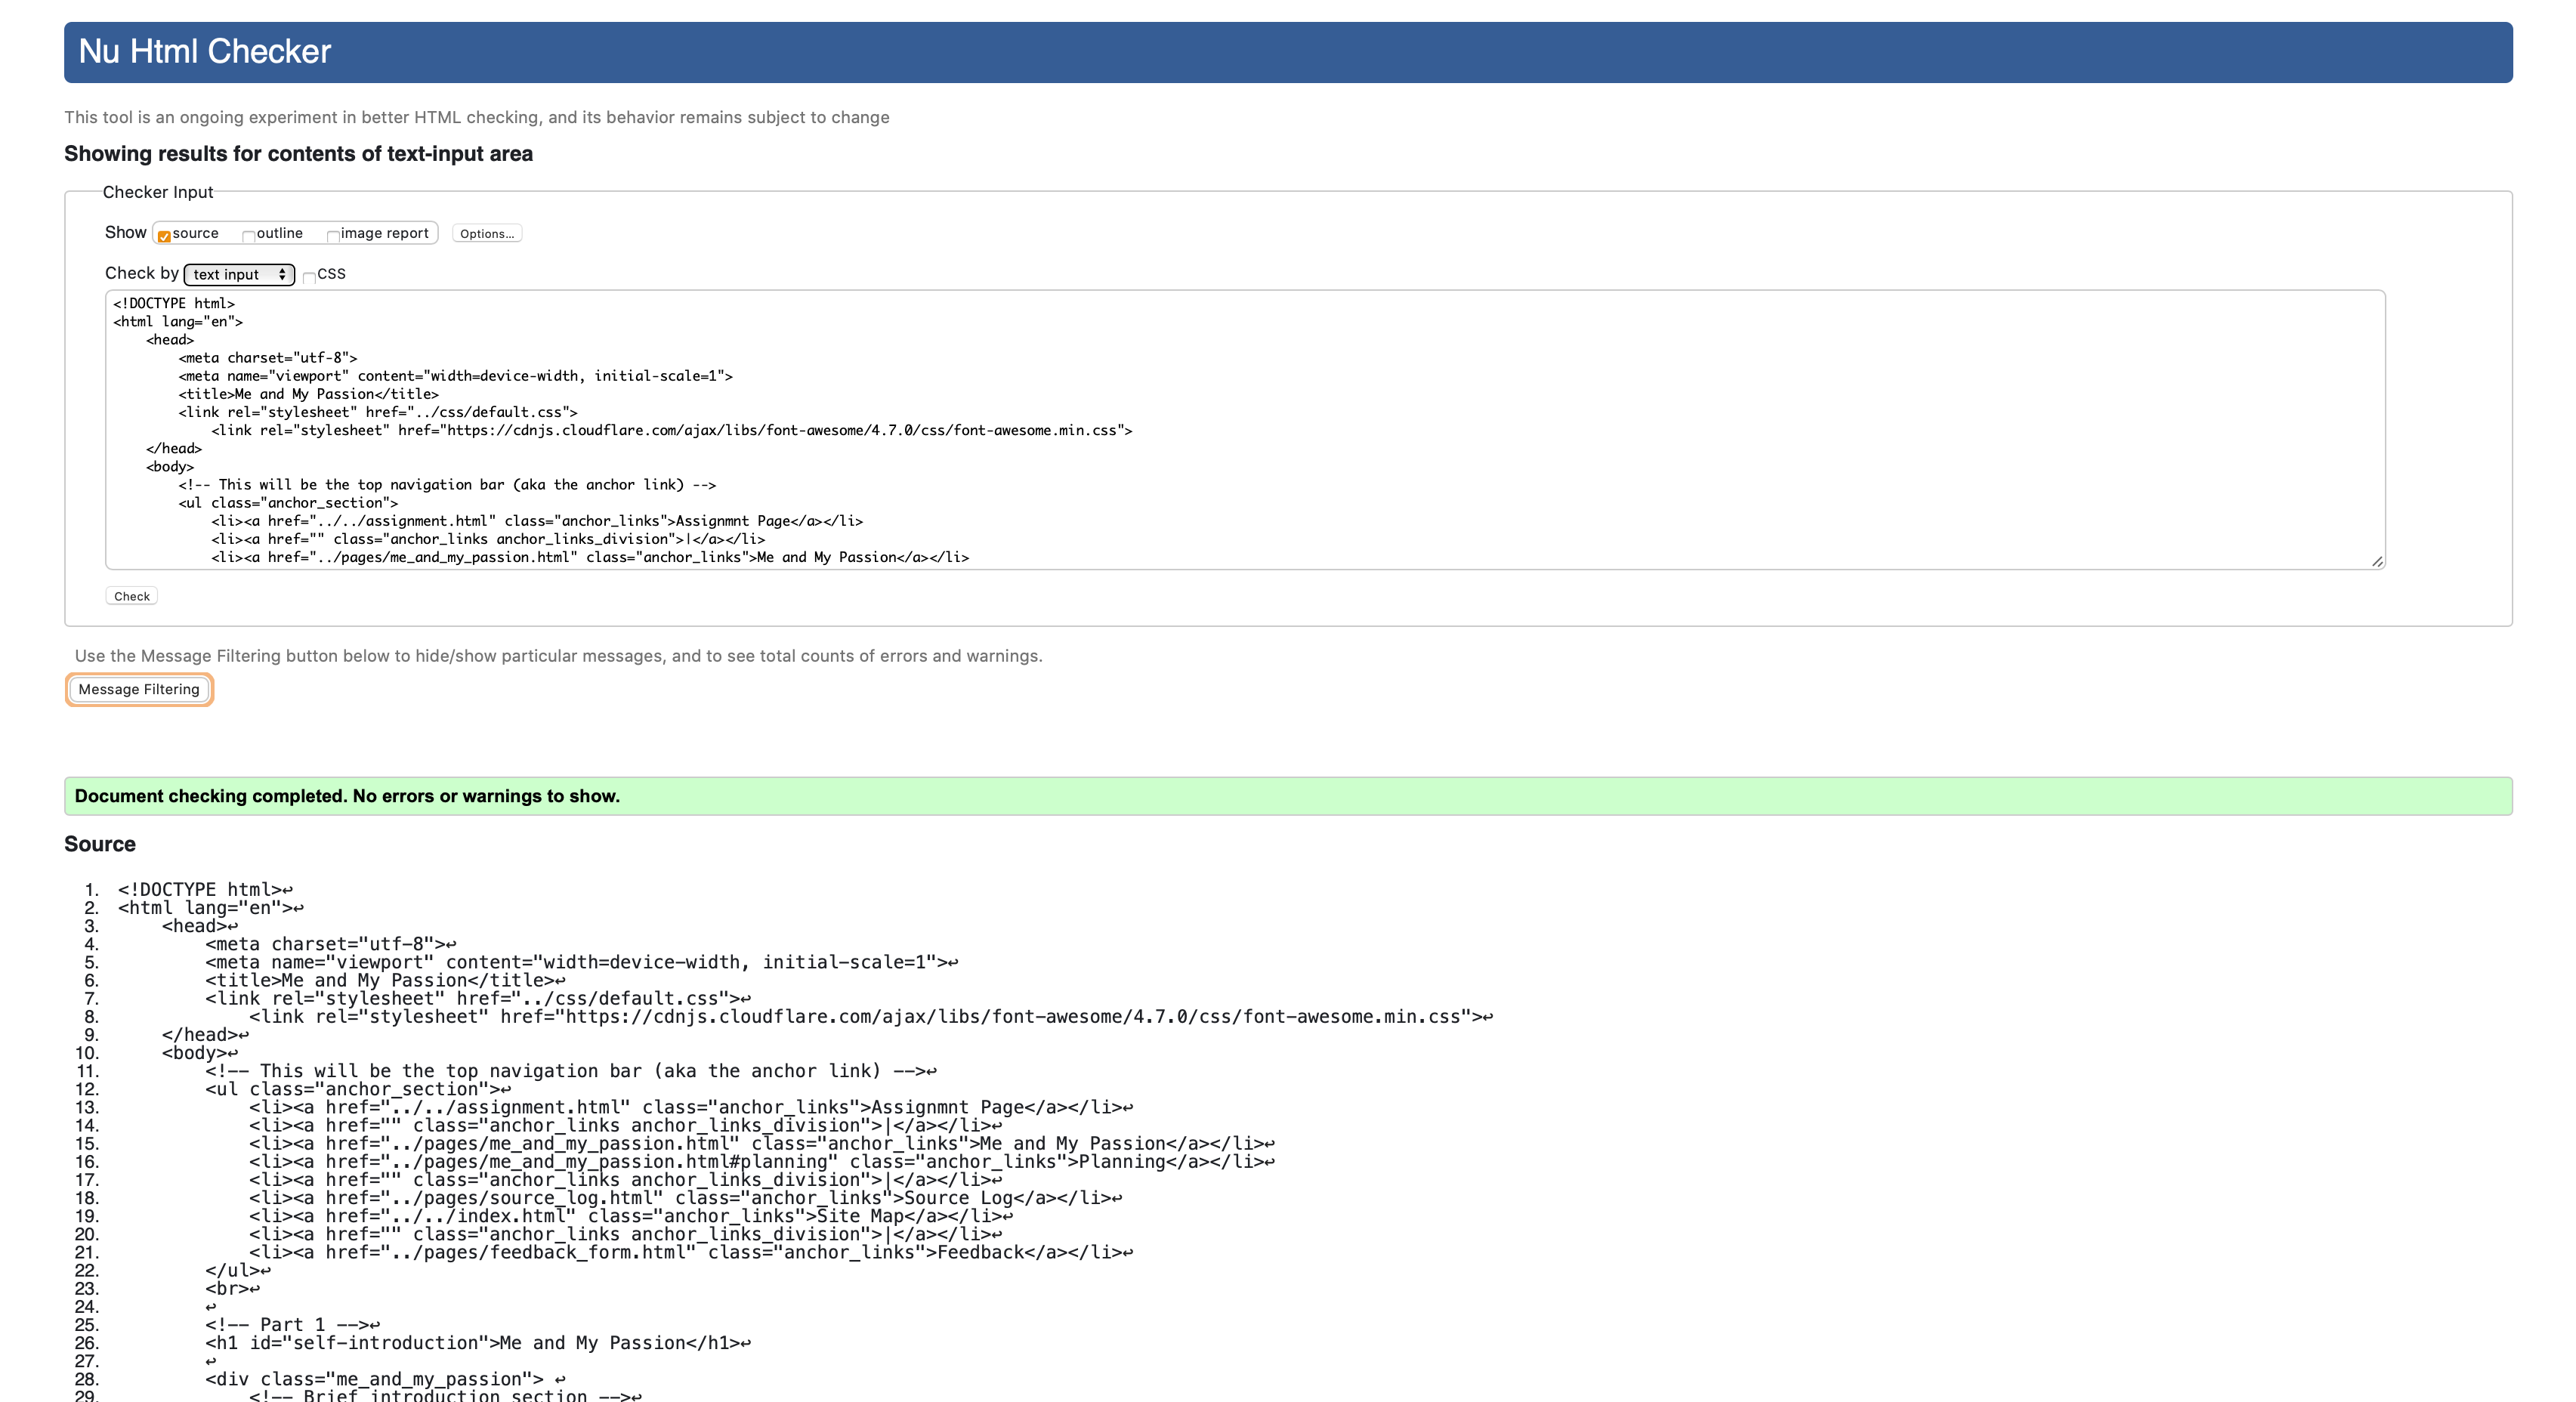 Nu Html Checker
This tool is an ongoing experiment in better HTML checking, and its behavior remains subject to change
Showing results for contents of text-input area
Checker Input
Show source outline image report Options...
Check by text input CSS
<!DOCTYPE html>
<html lang="en">
    <head>
        <meta charset="utf-8">
        <meta name="viewport" content="width=device-width, initial-scale=1">
        <title>Me and My Passion</title>
        <link rel="stylesheet" href="../css/default.css">
            <link rel="stylesheet" href="https://cdnjs.cloudflare.com/ajax/libs/font-awesome/4.7.0/css/font-awesome.min.css">
    </head>
    <body>
        <!-- This will be the top navigation bar (aka the anchor link) -->
        <ul class="anchor_section">
            <li><a href="../../assignment.html" class="anchor_links">Assignmnt Page</a></li>
            <li><a href="" class="anchor_links anchor_links_division">|</a></li>
            <li><a href="../pages/me_and_my_passion.html" class="anchor_links">Me and My Passion</a></li>
Check
Use the Message Filtering button below to hide/show particular messages, and to see total counts of errors and warnings.
Message Filtering
Document checking completed. No errors or warnings to show.
Source
1. <!DOCTYPE html>↩
2. <html lang="en">↩
3.     <head>↩
4.         <meta charset="utf-8">↩
5.         <meta name="viewport" content="width=device-width, initial-scale=1">↩
6.         <title>Me and My Passion</title>↩
7.         <link rel="stylesheet" href="../css/default.css">↩
8.             <link rel="stylesheet" href="https://cdnjs.cloudflare.com/ajax/libs/font-awesome/4.7.0/css/font-awesome.min.css">↩
9.     </head>↩
10.     <body>↩
11.         <!-- This will be the top navigation bar (aka the anchor link) -->↩
12.         <ul class="anchor_section">↩
13.             <li><a href="../../assignment.html" class="anchor_links">Assignmnt Page</a></li>↩
14.             <li><a href="" class="anchor_links anchor_links_division">|</a></li>↩
15.             <li><a href="../pages/me_and_my_passion.html" class="anchor_links">Me and My Passion</a></li>↩
16.             <li><a href="../pages/me_and_my_passion.html#planning" class="anchor_links">Planning</a></li>↩
17.             <li><a href="" class="anchor_links anchor_links_division">|</a></li>↩
18.             <li><a href="../pages/source_log.html" class="anchor_links">Source Log</a></li>↩
19.             <li><a href="../../index.html" class="anchor_links">Site Map</a></li>↩
20.             <li><a href="" class="anchor_links anchor_links_division">|</a></li>↩
21.             <li><a href="../pages/feedback_form.html" class="anchor_links">Feedback</a></li>↩
22.         </ul>↩
23.         <br>↩
24.         ↩
25.         <!-- Part 1 -->↩
26.         <h1 id="self-introduction">Me and My Passion</h1>↩
27.         ↩
28.         <div class="me_and_my_passion"> ↩
29.             <!-- Brief introduction section -->↩